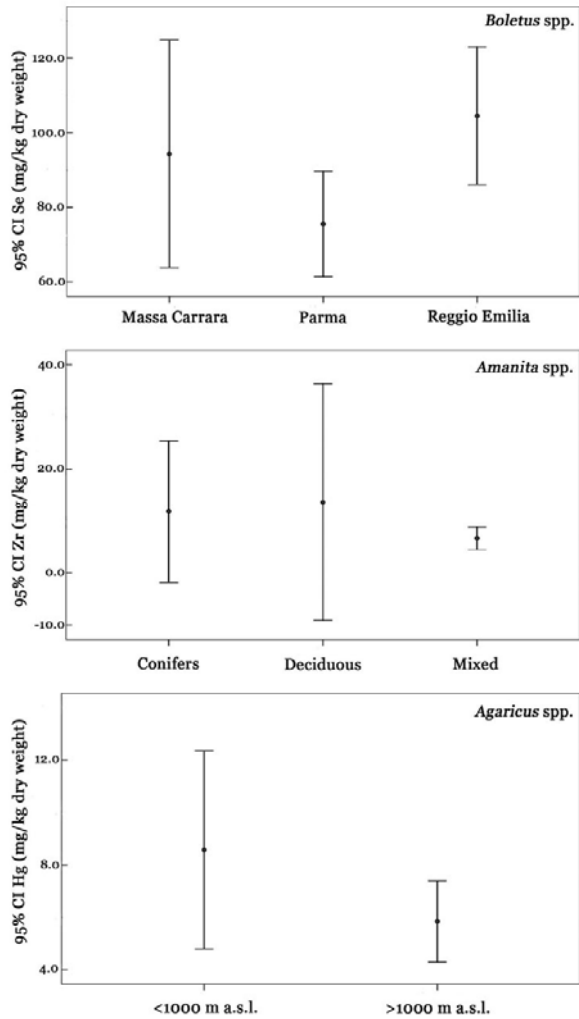 Boletus spp.
95% CI Se (mg/kg dry weight)
120.0
100.0
80.0
60.0
Massa Carrara Parma Reggio Emilia
Amanita spp.
95% CI Zr (mg/kg dry weight)
40.0
20.0
0.0
-10.0
Conifers Deciduous Mixed
Agaricus spp.
95% CI Hg (mg/kg dry weight)
12.0
8.0
4.0
<1000 m a.s.l. >1000 m a.s.l.